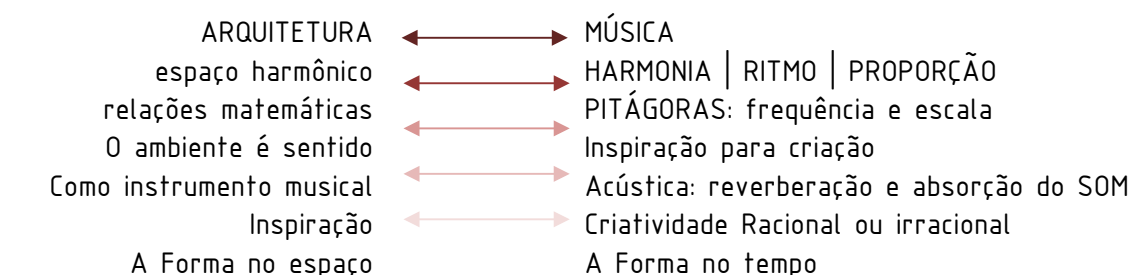 ARQUITETURA MÚSICA
espaço harmônico HARMONIA | RITMO | PROPORÇÃO
relações matemáticas PITÁGORAS: frequência e escala
O ambiente é sentido Inspiração para criação
Como instrumento musical Acústica: reverberação e absorção do SOM
Inspiração Criatividade Racional ou irracional
A Forma no espaço A Forma no tempo